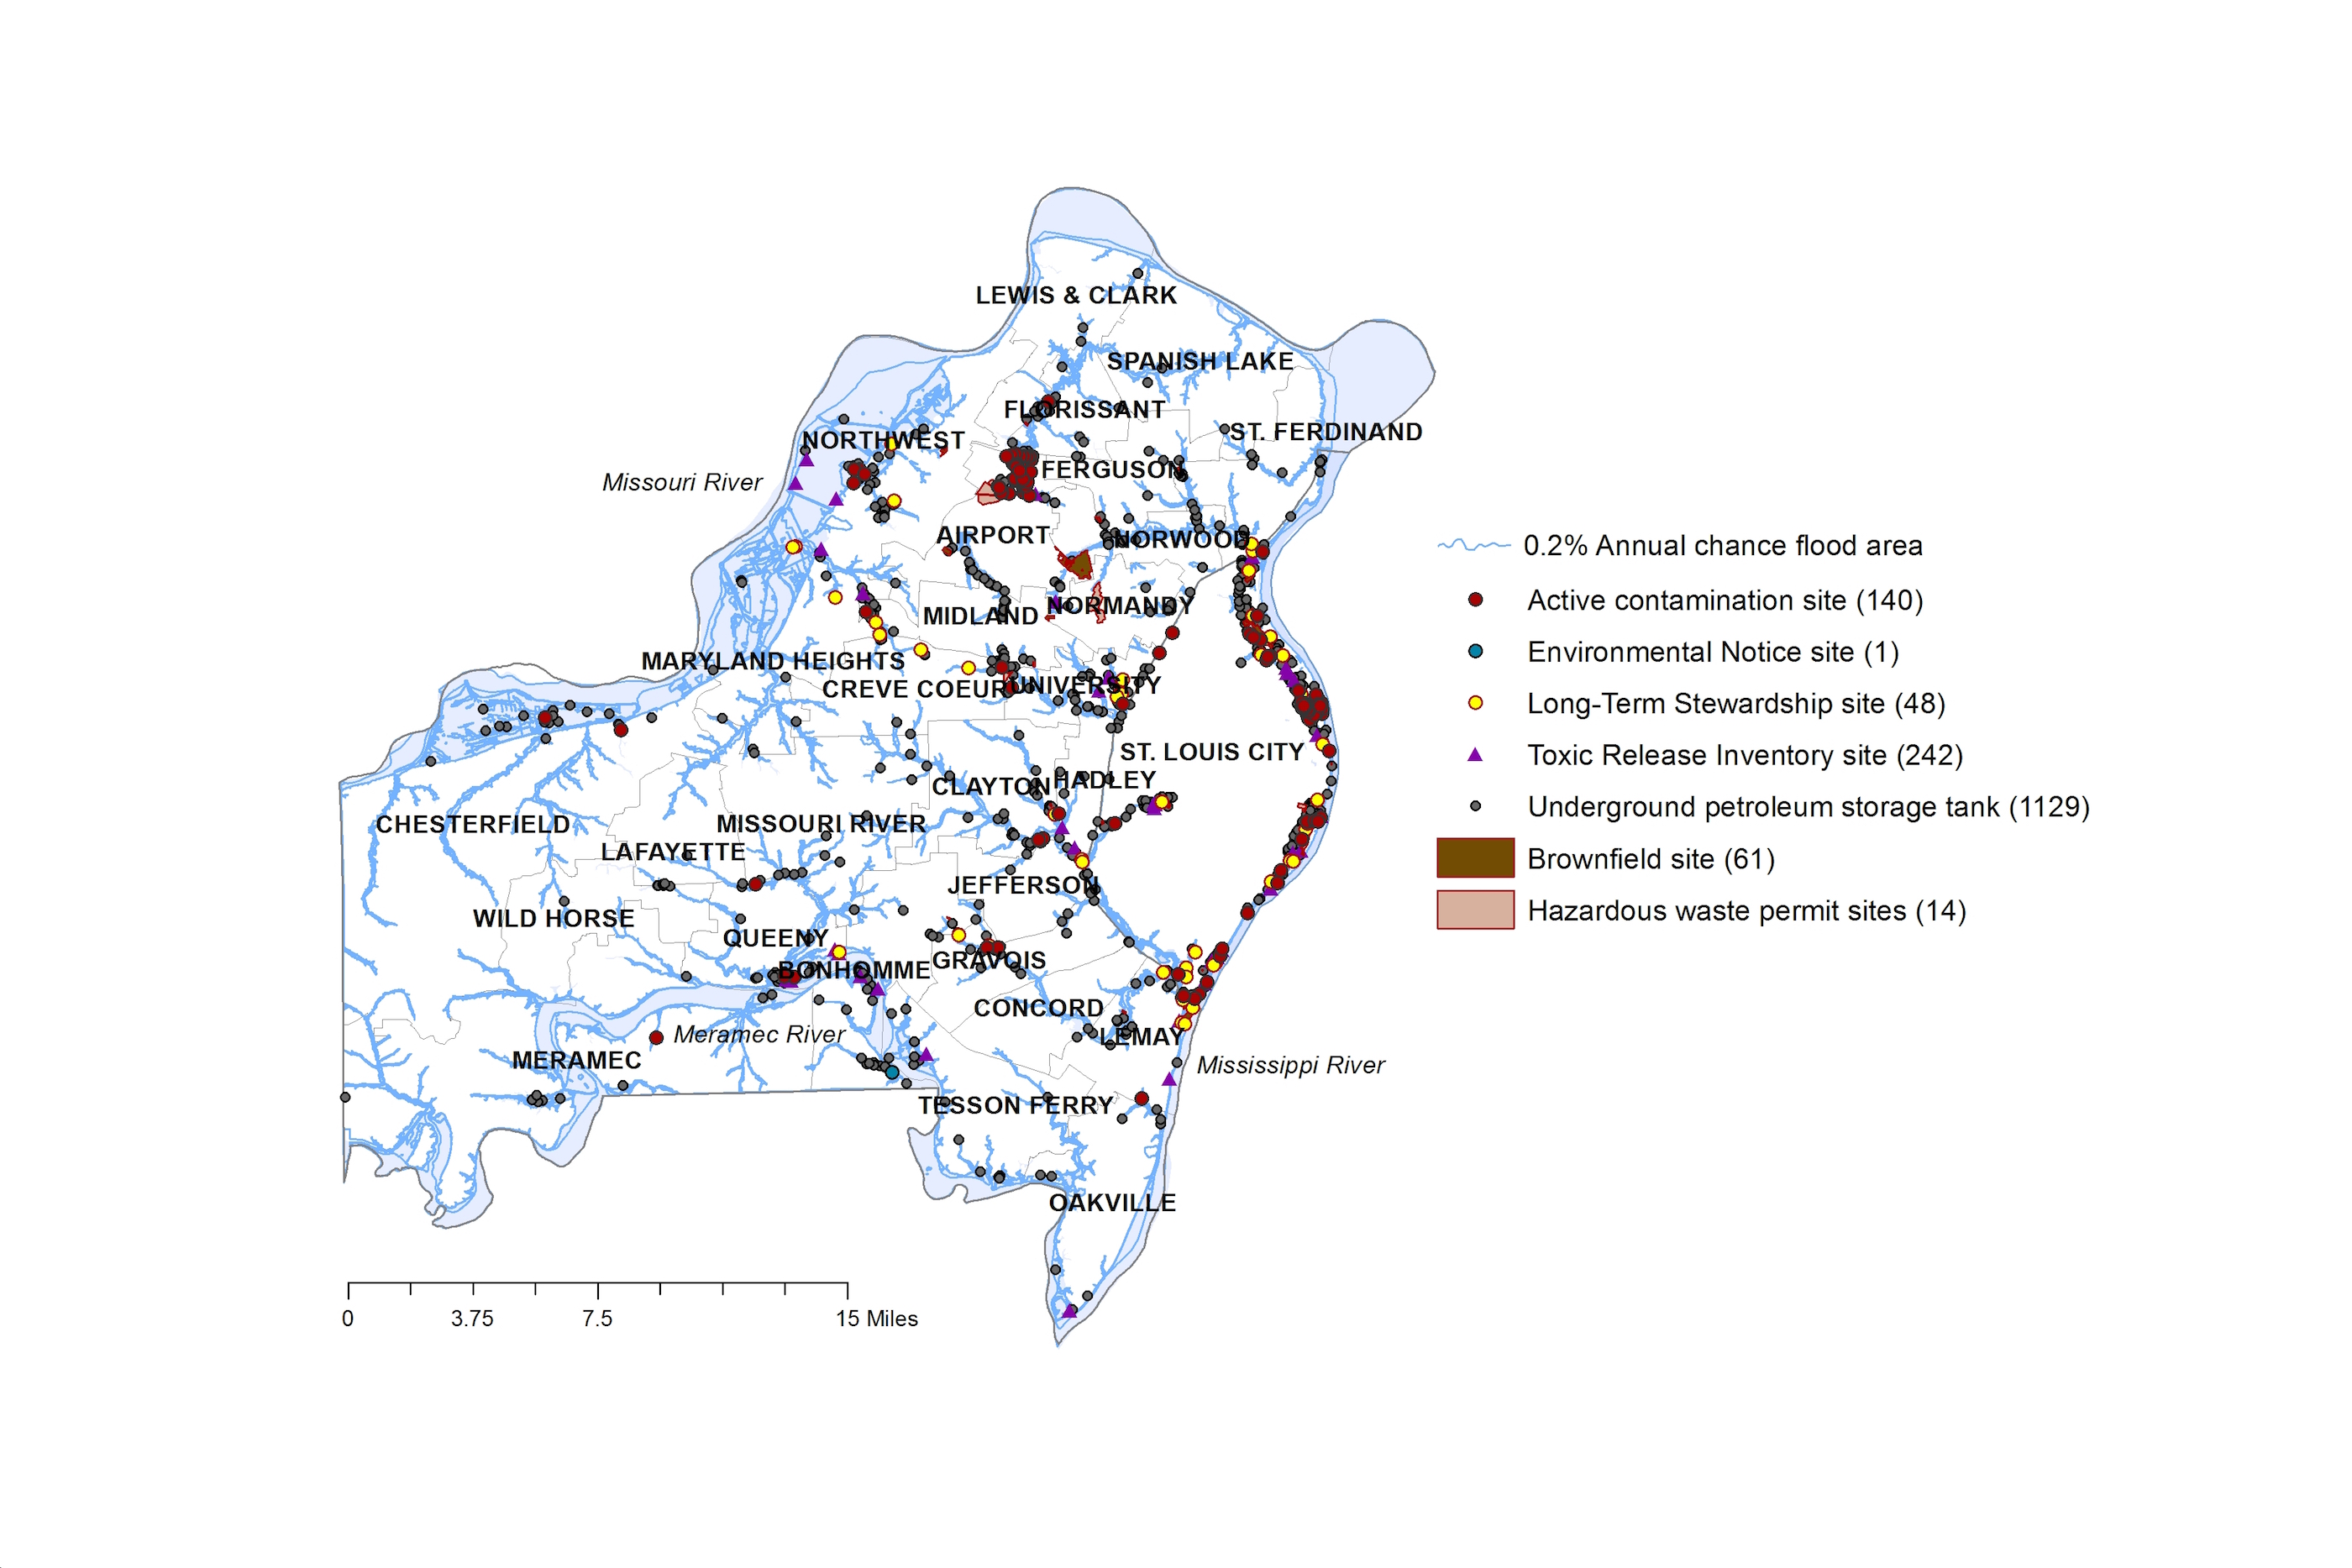 LEWIS & CLARK
SPANISH LAKE
FLORISSANT
ST. FERDINAND
NORTHWEST
FERGUSON
Missouri River
AIRPORT
NORWOOD
MIDLAND
NORMANDY
MARYLAND HEIGHTS
CREVE COEUR
UNIVERSITY
ST. LOUIS CITY
CLAYTON
HADLEY
CHESTERFIELD
MISSOURI RIVER
LAFAYETTE
JEFFERSON
WILD HORSE
QUEENY
BONHOMME
GRAVOIS
CONCORD
LEMAY
Meramec River
MERAMEC
Mississippi River
TESSON FERRY
OAKVILLE
0 3.75 7.5 15 Miles
0.2% Annual chance flood area
Active contamination site (140)
Environmental Notice site (1)
Long-Term Stewardship site (48)
Toxic Release Inventory site (242)
Underground petroleum storage tank (1129)
Brownfield site (61)
Hazardous waste permit sites (14)